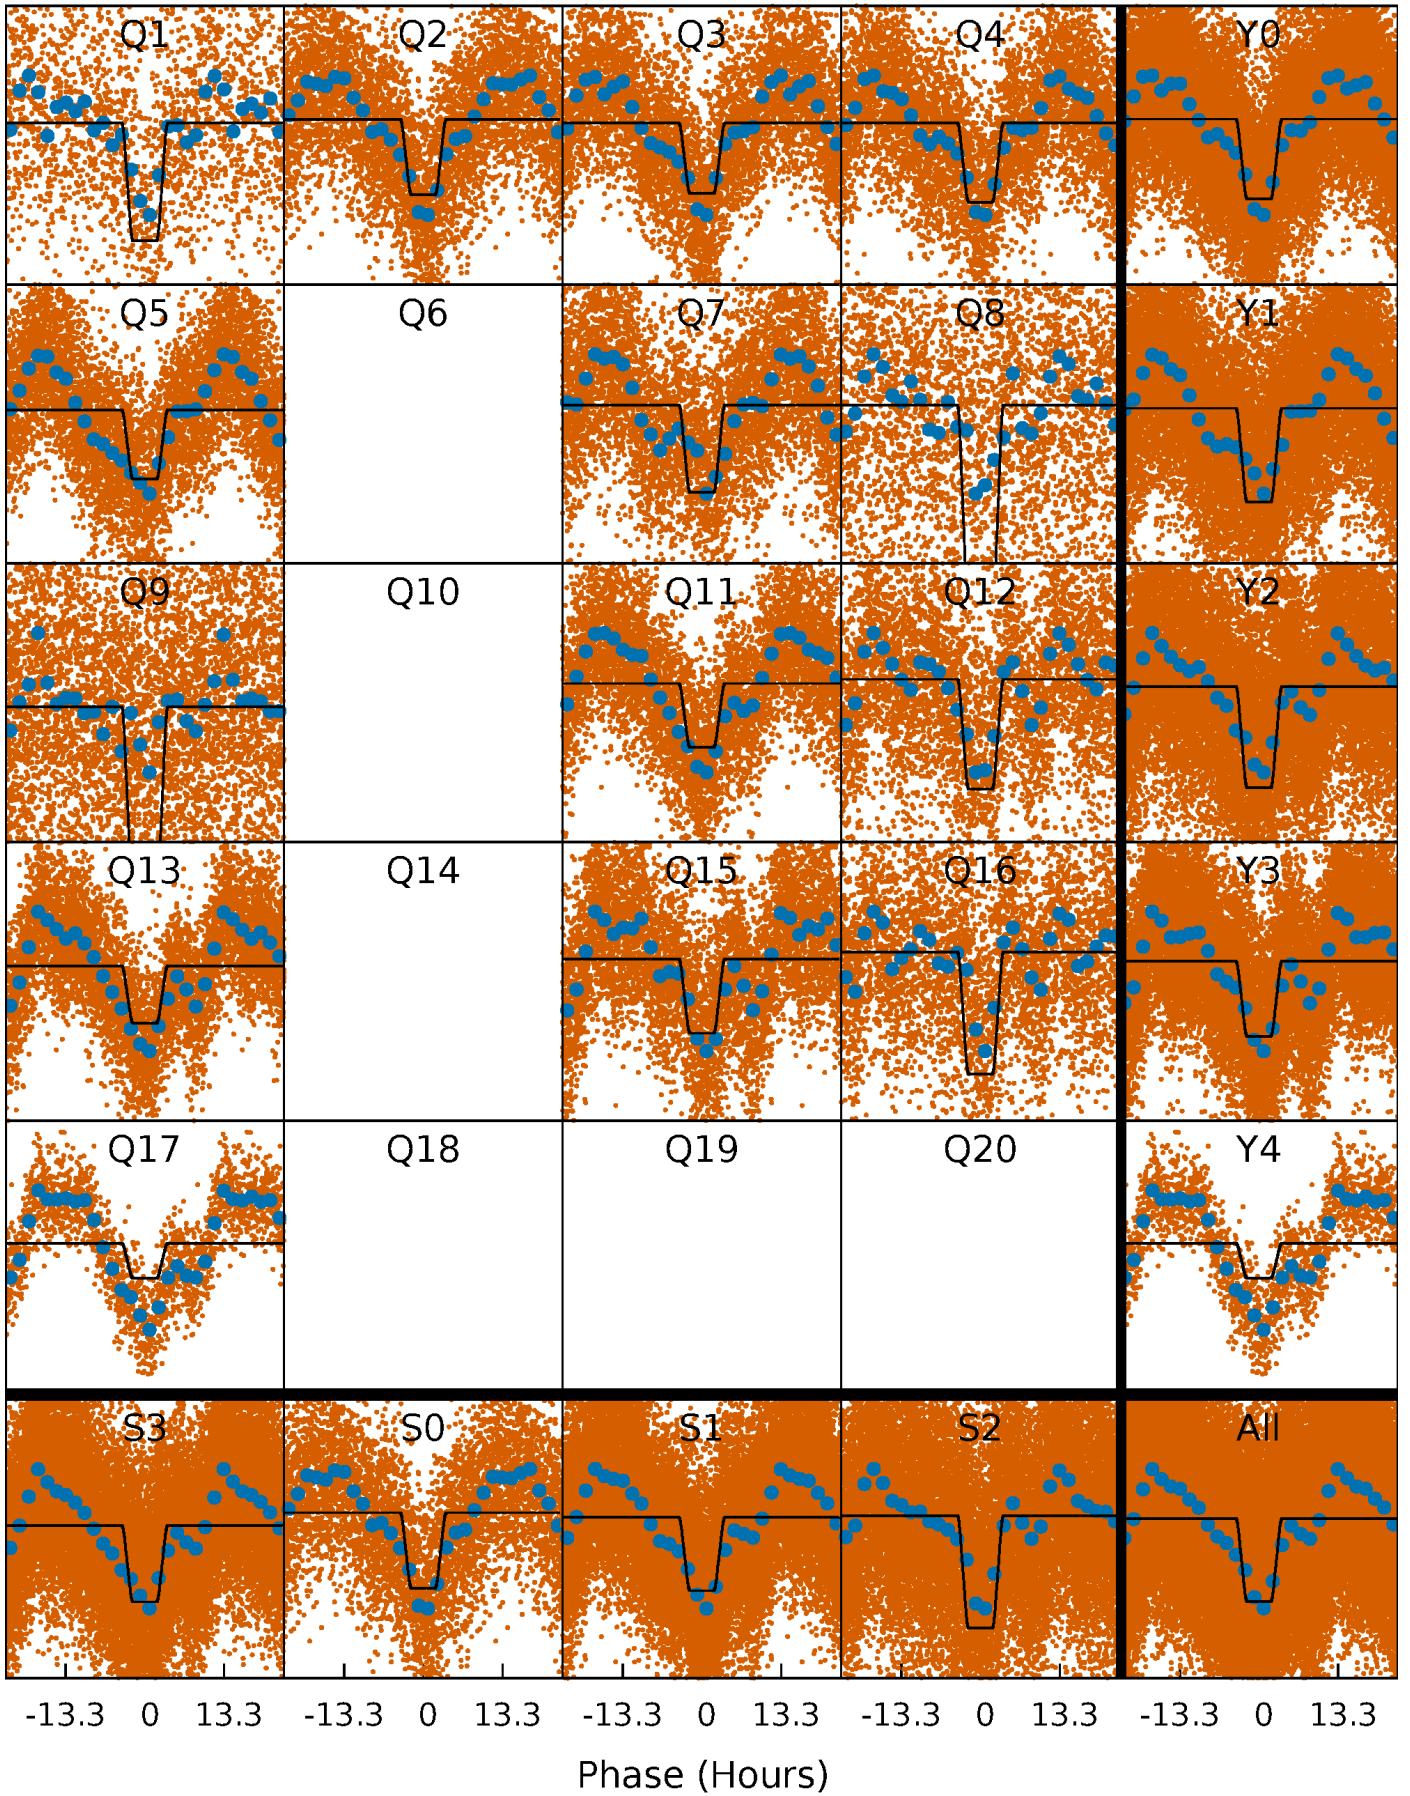 Q1 Q2 Q3 Q4 Y0
Q5 Q6 Q7 Q8 Y1
Q9 Q10 Q11 Q12 Y2
Q13 Q14 Q15 Q16 Y3
Q17 Q18 Q19 Q20 Y4
S3 S0 S1 S2 All
-13.3 0 13.3 -13.3 0 13.3 -13.3 0 13.3 -13.3 0 13.3 -13.3 0 13.3
Phase (Hours)